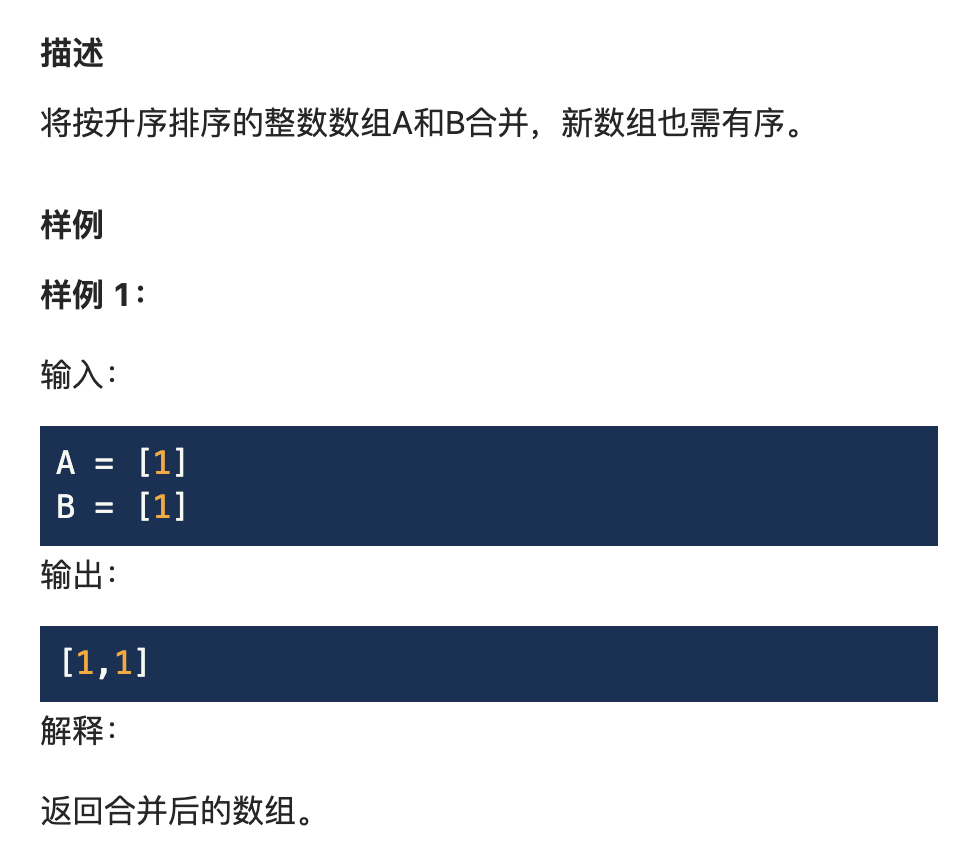 描述
将按升序排序的整数数组A和B合并，新数组也需有序。
样例
样例 1：
输入：
A = [1]
B = [1]
输出：
[1,1]
解释：
返回合并后的数组。